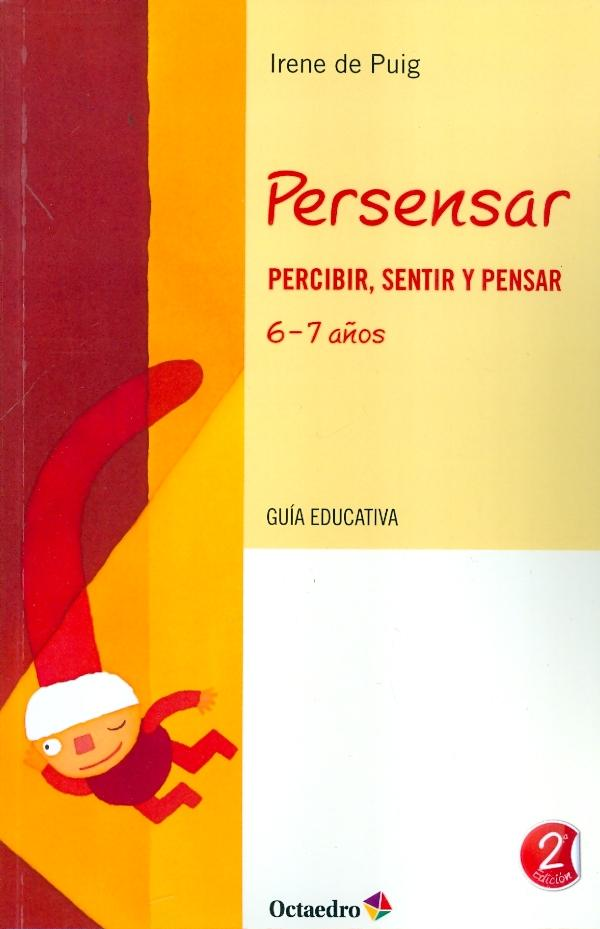 Irene de Puig
Persensar
PERCIBIR, SENTIR Y PENSAR
6-7 años
GUÍA EDUCATIVA
2ª
Edición
Octaedro